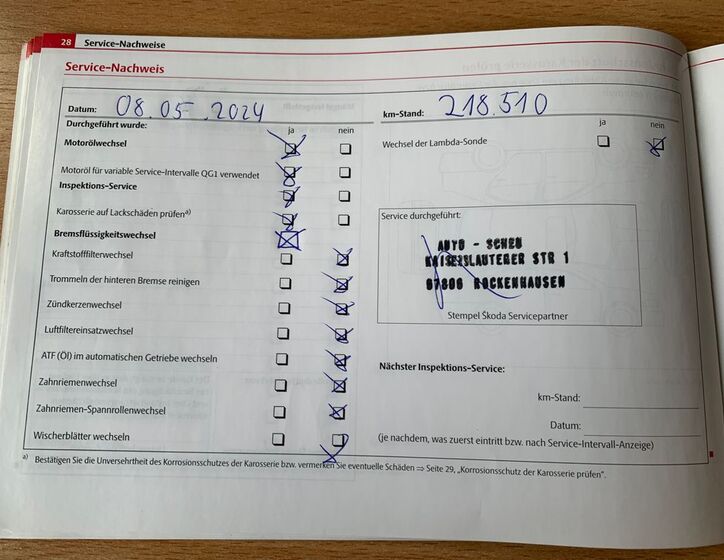 28 Service-Nachweise
Service-Nachweis
Datum: 08.05.2024
km-Stand: 218.510
Durchgeführt wurde:
ja nein
ja nein
Motorölwechsel
Wechsel der Lambda-Sonde
Motoröl für variable Service-Intervalle QG1 verwendet
Inspektions-Service
Karosserie auf Lackschäden prüfen a)
Bremsflüssigkeitswechsel
Kraftstofffilterwechsel
Trommeln der hinteren Bremse reinigen
Zündkerzenwechsel
Luftfiltereinsatzwechsel
ATF (Öl) im automatischen Getriebe wechseln
Zahnriemenwechsel
Zahnriemen-Spannrollenwechsel
Wischerblätter wechseln
Service durchgeführt:
AUTO - SCHEU
KAISERSLAUTERER STR 1
67806 ROCKENHAUSEN
Stempel Škoda Servicepartner
Nächster Inspektions-Service:
km-Stand:
Datum:
(je nachdem, was zuerst eintritt bzw. nach Service-Intervall-Anzeige)
a) Bestätigen Sie die Unversehrtheit des Korrosionsschutzes der Karosserie bzw. vermerken Sie eventuelle Schäden ⇒ Seite 29, „Korrosionsschutz der Karosserie prüfen".